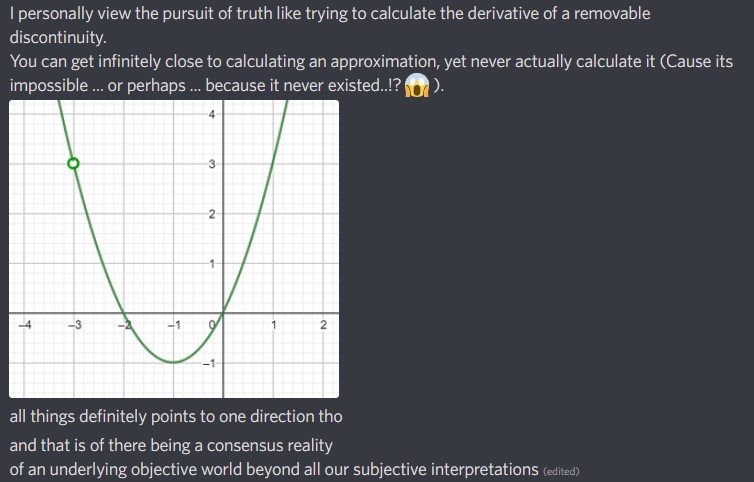 I personally view the pursuit of truth like trying to calculate the derivative of a removable
discontinuity.
You can get infinitely close to calculating an approximation, yet never actually calculate it (Cause its
impossible ... or perhaps ... because it never existed..!? 😱 ).
4
3
2
1
-4 -3 -2 -1 0 1 2
-1
all things definitely points to one direction tho
and that is of there being a consensus reality
of an underlying objective world beyond all our subjective interpretations (edited)